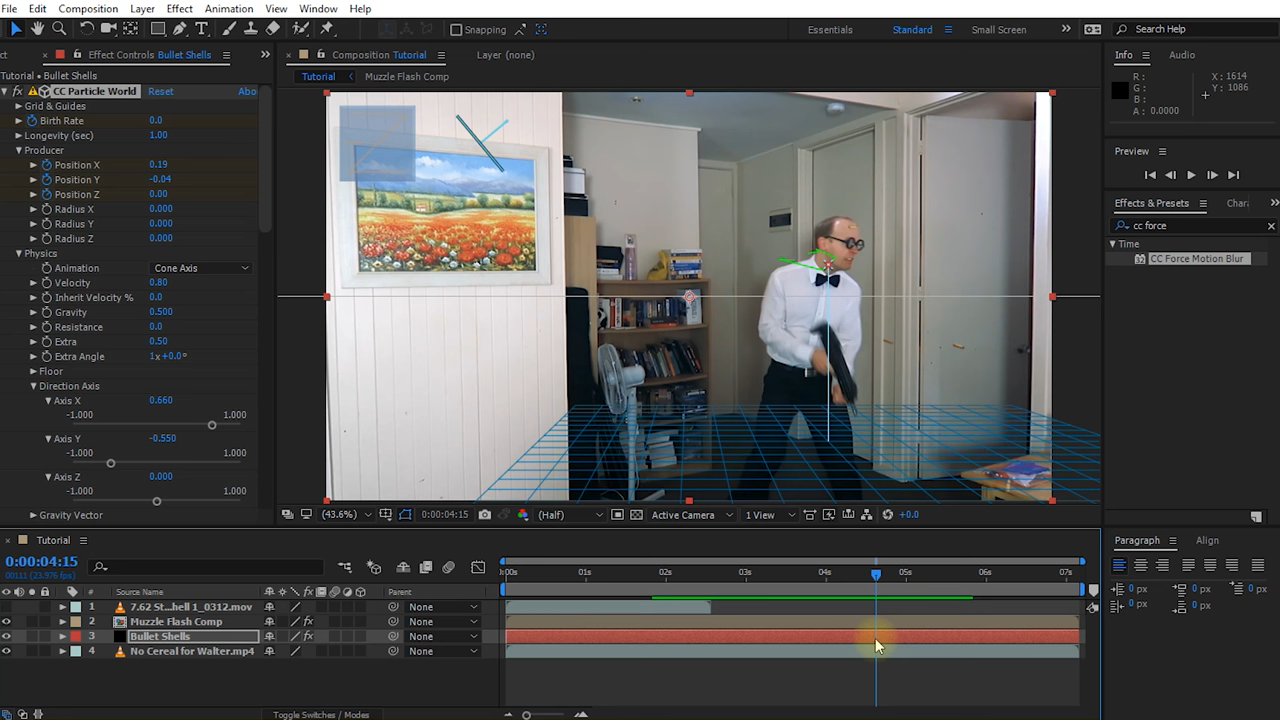 File Edit Composition Layer Effect Animation View Window Help
Snapping Essentials Standard Small Screen Search Help
Effect Controls Bullet Shells Composition Tutorial Layer (none) Info Audio
Tutorial • Bullet Shells Tutorial Muzzle Flash Comp
fx CC Particle World Reset Abo
Grid & Guides
Birth Rate 0.0
Longevity (sec) 1.00
Producer
Position X 0.19
Position Y -0.04
Position Z 0.00
Radius X 0.000
Radius Y 0.000
Radius Z 0.000
Physics
Animation Cone Axis
Velocity 0.80
Inherit Velocity % 0.0
Gravity 0.500
Resistance 0.0
Extra 0.50
Extra Angle 1x+0.0°
Floor
Direction Axis
Axis X 0.660
-1.000 1.000
Axis Y -0.550
-1.000 1.000
Axis Z 0.000
-1.000 1.000
Gravity Vector
R: X: 1614
G: Y: 1086
B:
A: 0.0000
Preview
Effects & Presets Chara
cc force
Time
CC Force Motion Blur
(43.6%) 0:00:04:15 (Half) Active Camera 1 View +0.0
Tutorial
0:00:04:15
00111 (23.976 fps)
# Source Name fx Parent
:00s 01s 02s 03s 04s 05s 06s 07s
1 7.62 St...hell 1_0312.mov None
2 Muzzle Flash Comp fx None
3 Bullet Shells fx None
4 No Cereal for Walter.mp4 None
Toggle Switches / Modes
Paragraph Align
0 px 0 px 0 px
0 px 0 px